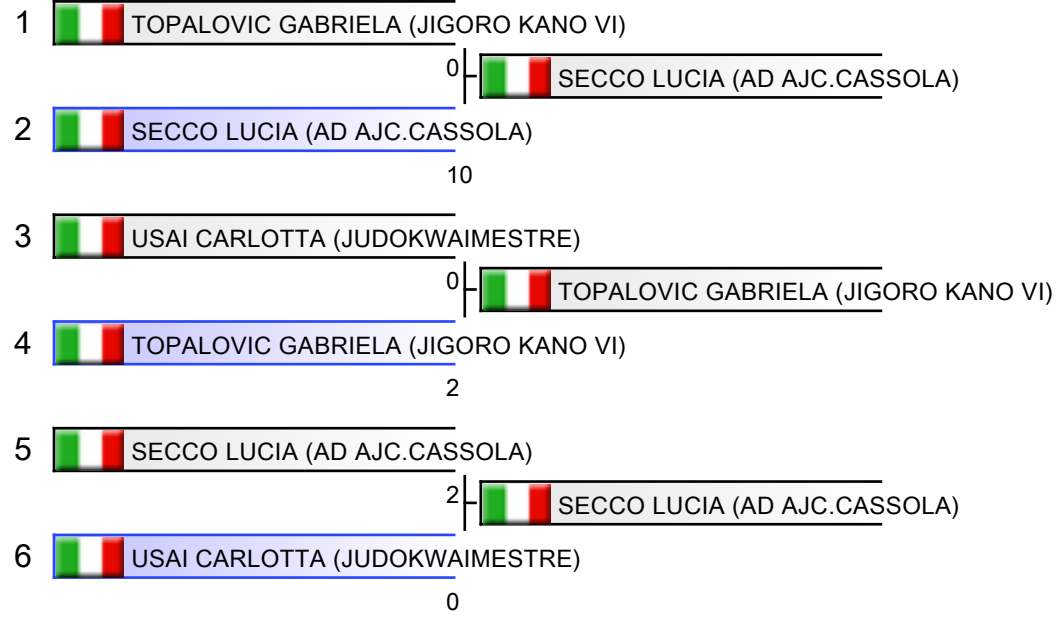 1 TOPALOVIC GABRIELA (JIGORO KANO VI)
0 SECCO LUCIA (AD AJC.CASSOLA)
2 SECCO LUCIA (AD AJC.CASSOLA)
10
3 USAI CARLOTTA (JUDOKWAIMESTRE)
0 TOPALOVIC GABRIELA (JIGORO KANO VI)
4 TOPALOVIC GABRIELA (JIGORO KANO VI)
2
5 SECCO LUCIA (AD AJC.CASSOLA)
2 SECCO LUCIA (AD AJC.CASSOLA)
6 USAI CARLOTTA (JUDOKWAIMESTRE)
0